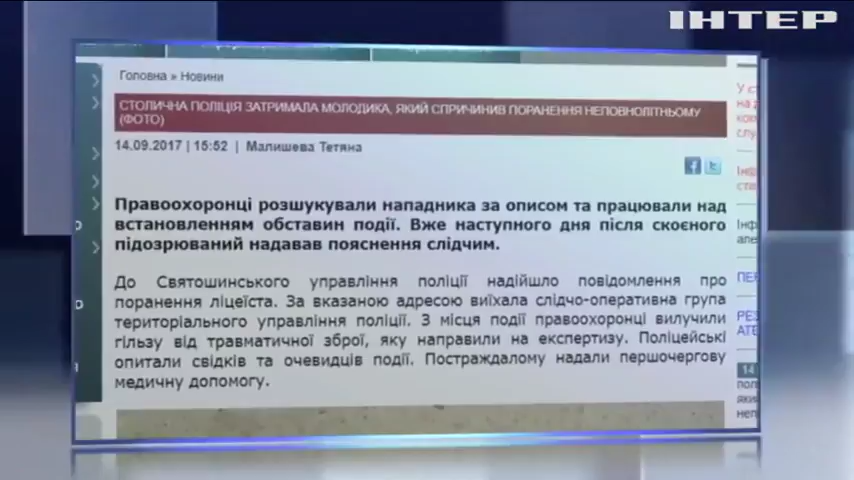 ІНТЕР
Головна » Новини
СТОЛИЧНА ПОЛІЦІЯ ЗАТРИМАЛА МОЛОДИКА, ЯКИЙ СПРИЧИНИВ ПОРАНЕННЯ НЕПОВНОЛІТНЬОМУ
(ФОТО)
14.09.2017 | 15:52 | Малишева Тетяна
Правоохоронці розшукували нападника за описом та працювали над
встановленням обставин події. Вже наступного дня після скоєного
підозрюваний надавав пояснення слідчим.
До Святошинського управління поліції надійшло повідомлення про
поранення ліцеїста. За вказаною адресою виїхала слідчо-оперативна група
територіального управління поліції. З місця події правоохоронці вилучили
гільзу від травматичної зброї, яку направили на експертизу. Поліцейські
опитали свідків та очевидців події. Постраждалому надали першочергову
медичну допомогу.
14